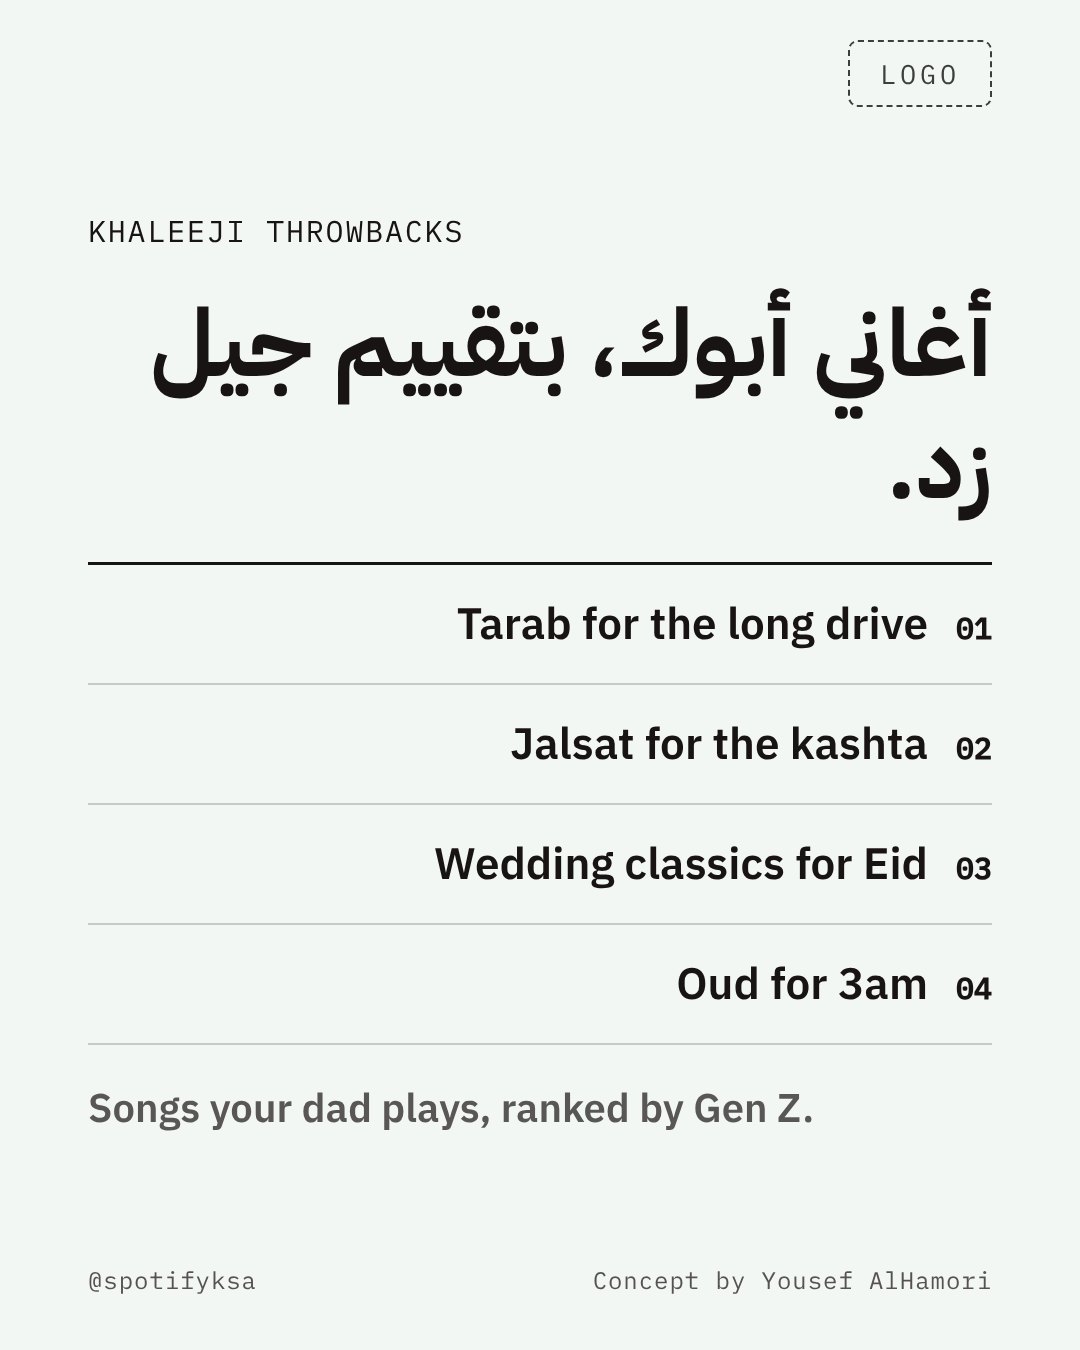 LOGO
KHALEEJI THROWBACKS
أغاني أبوك، بتقييم جيل
زد.
Tarab for the long drive 01
Jalsat for the kashta 02
Wedding classics for Eid 03
Oud for 3am 04
Songs your dad plays, ranked by Gen Z.
@spotifyksa
Concept by Yousef AlHamori